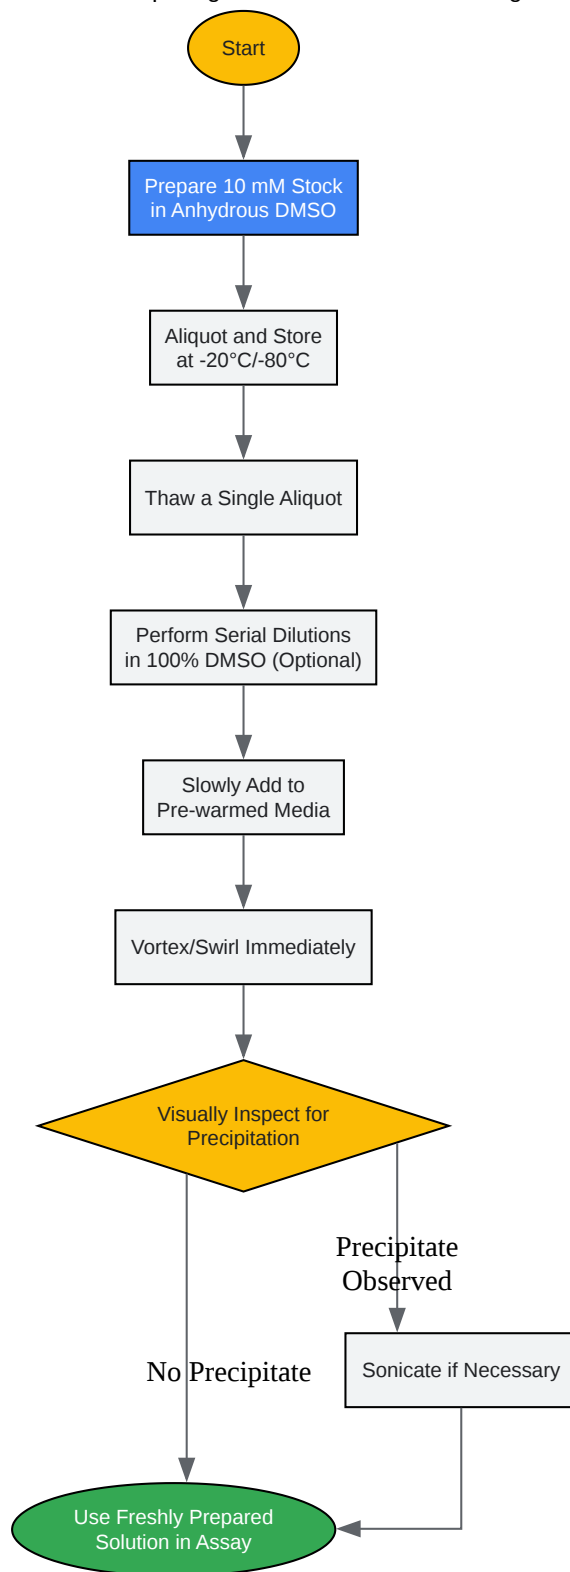 Start
Prepare 10 mM Stock
in Anhydrous DMSO
Aliquot and Store
at -20°C/-80°C
Thaw a Single Aliquot
Perform Serial Dilutions
in 100% DMSO (Optional)
Slowly Add to
Pre-warmed Media
Vortex/Swirl Immediately
Visually Inspect for
Precipitation
Precipitate
Observed
No Precipitate
Sonicate if Necessary
Use Freshly Prepared
Solution in Assay